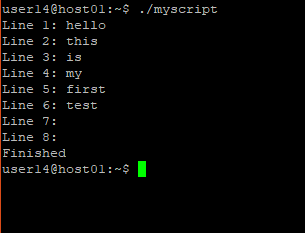 user14@host01:~$ ./myscript
Line 1: hello
Line 2: this
Line 3: is
Line 4: my
Line 5: first
Line 6: test
Line 7:
Line 8:
Finished
user14@host01:~$